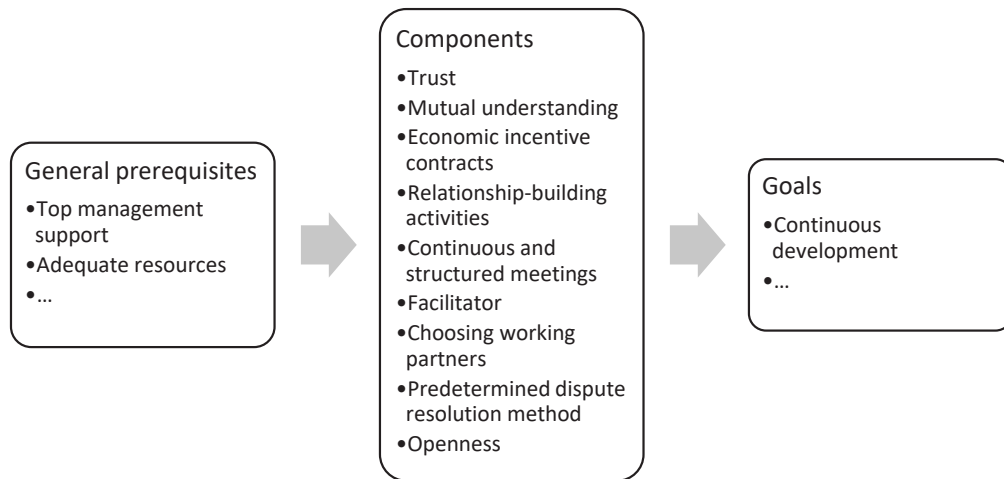 General prerequisites
•Top management
support
•Adequate resources
•...
Components
•Trust
•Mutual understanding
•Economic incentive
contracts
•Relationship-building
activities
•Continuous and
structured meetings
•Facilitator
•Choosing working
partners
•Predetermined dispute
resolution method
•Openness
Goals
•Continuous
development
•...